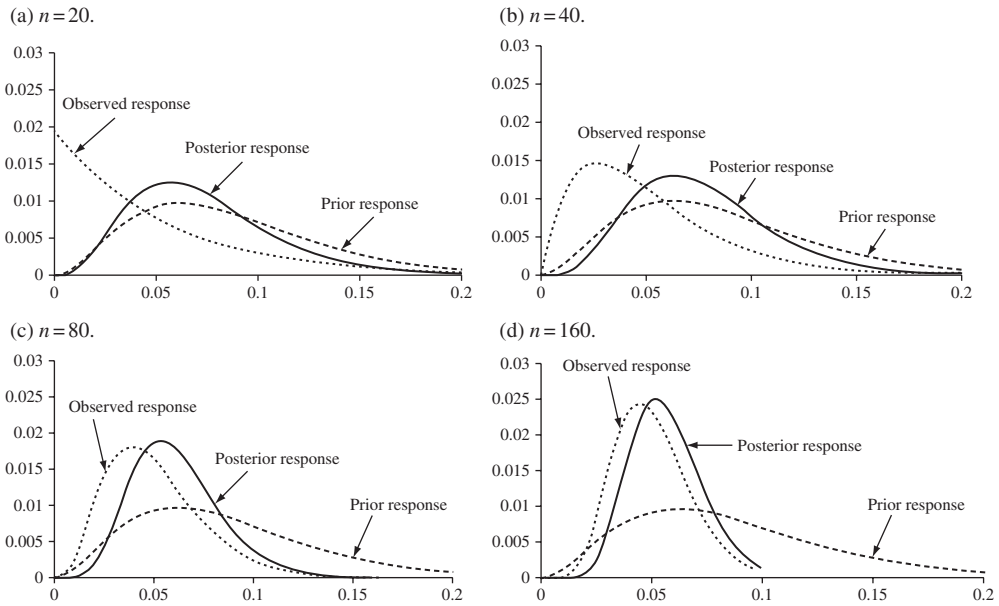 (a) n=20.
0.03
0.025
0.02
0.015
0.01
0.005
0
0 0.05 0.1 0.15 0.2
Observed response
Posterior response
Prior response
(b) n=40.
0.03
0.025
0.02
0.015
0.01
0.005
0
0 0.05 0.1 0.15 0.2
Observed response
Posterior response
Prior response
(c) n=80.
0.03
0.025
0.02
0.015
0.01
0.005
0
0 0.05 0.1 0.15 0.2
Observed response
Posterior response
Prior response
(d) n=160.
0.03
0.025
0.02
0.015
0.01
0.005
0
0 0.05 0.1 0.15 0.2
Observed response
Posterior response
Prior response